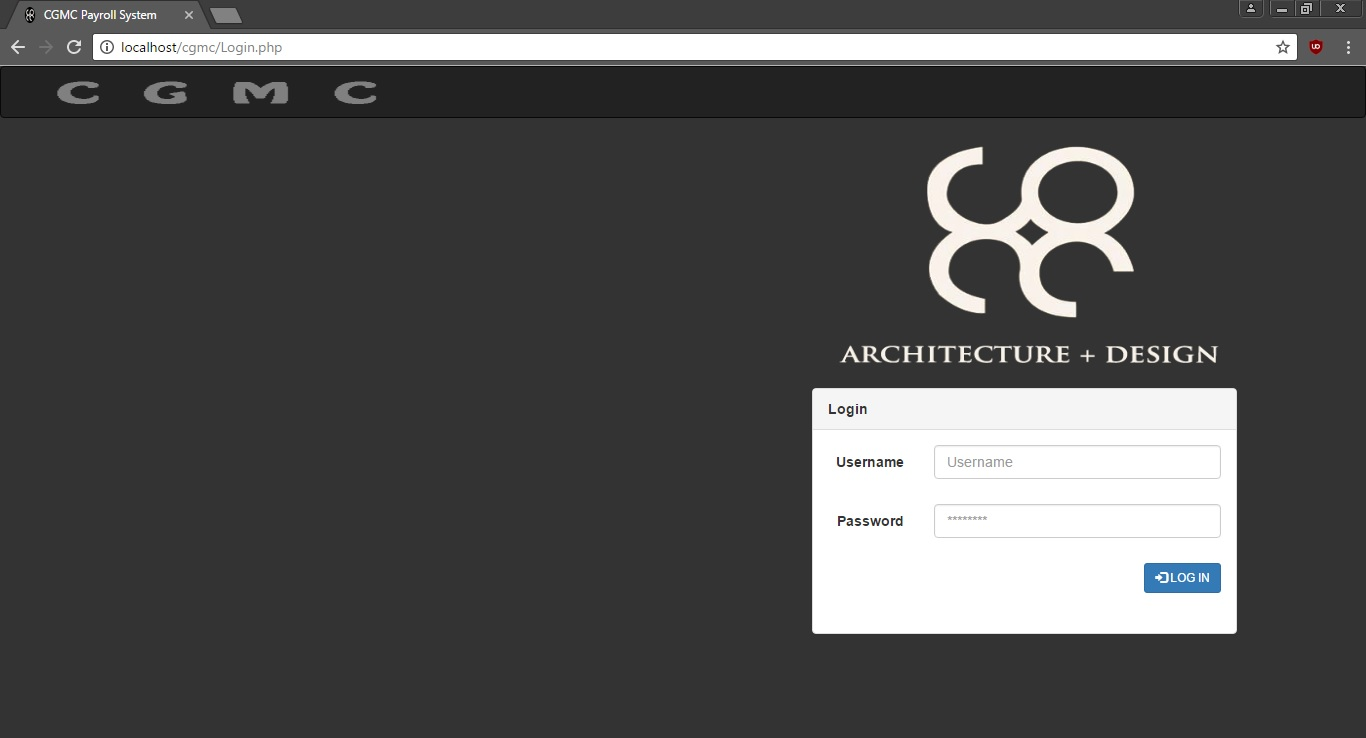 CGMC Payroll System
localhost/cgmc/Login.php
C G M C
ARCHITECTURE + DESIGN
Login
Username Username
Password ********
LOG IN